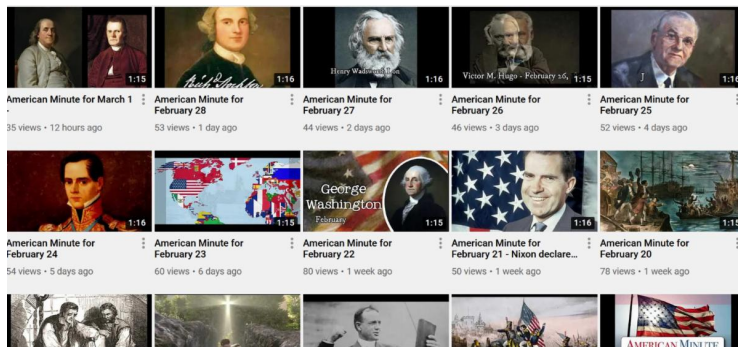 1:15
1:16
Henry Wadsworth Lon
1:16
Victor M. Hugo - February 26,
1:15
J
1:16
American Minute for March 1
-
35 views • 12 hours ago
American Minute for
February 28
53 views • 1 day ago
American Minute for
February 27
44 views • 2 days ago
American Minute for
February 26
46 views • 3 days ago
American Minute for
February 25
52 views • 4 days ago
1:16
1:15
George
Washington
February
1:15
1:16
1:15
American Minute for
February 24
54 views • 5 days ago
American Minute for
February 23
60 views • 6 days ago
American Minute for
February 22
80 views • 1 week ago
American Minute for
February 21 - Nixon declare...
50 views • 1 week ago
American Minute for
February 20
78 views • 1 week ago
AMERICAN MINUTE